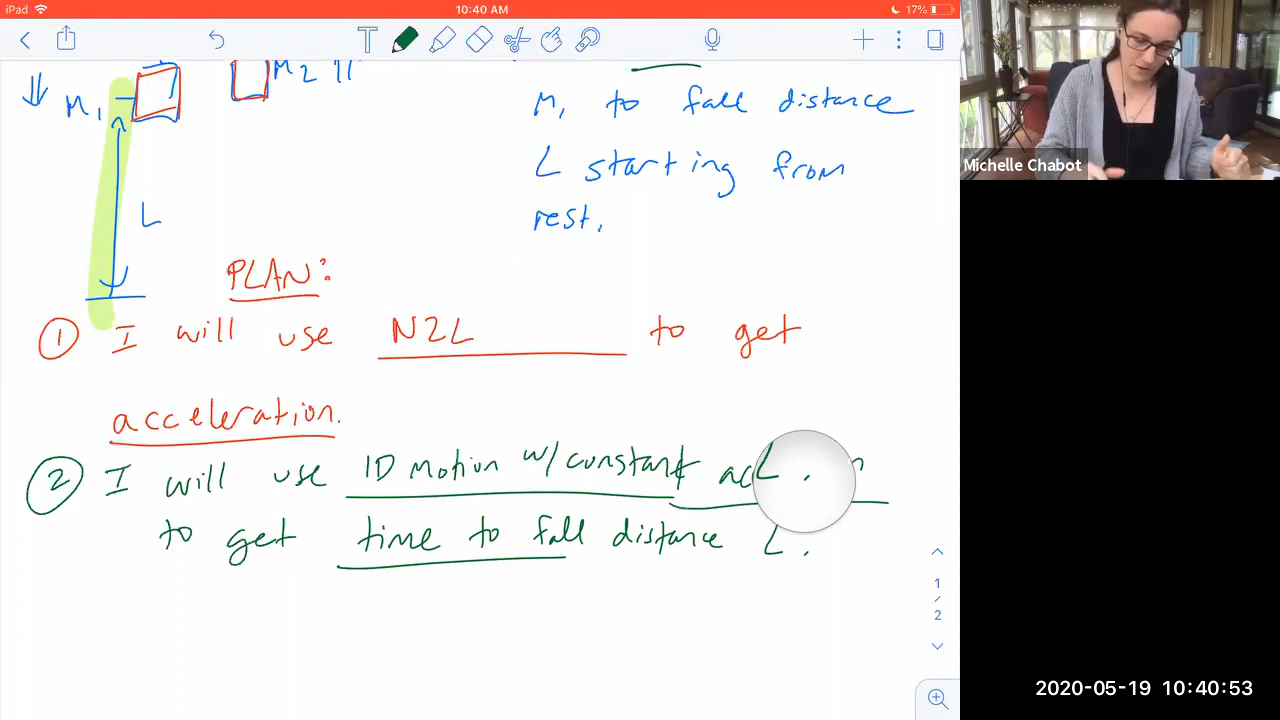 iPad 10:40 AM 17%
T
M1 M2
M1 to fall distance
L starting from
rest.
L
PLAN:
① I will use N2L to get
acceleration.
② I will use 1D motion w/constant
to get time to fall distance L.
1
/
2
Michelle Chabot
2020-05-19 10:40:53